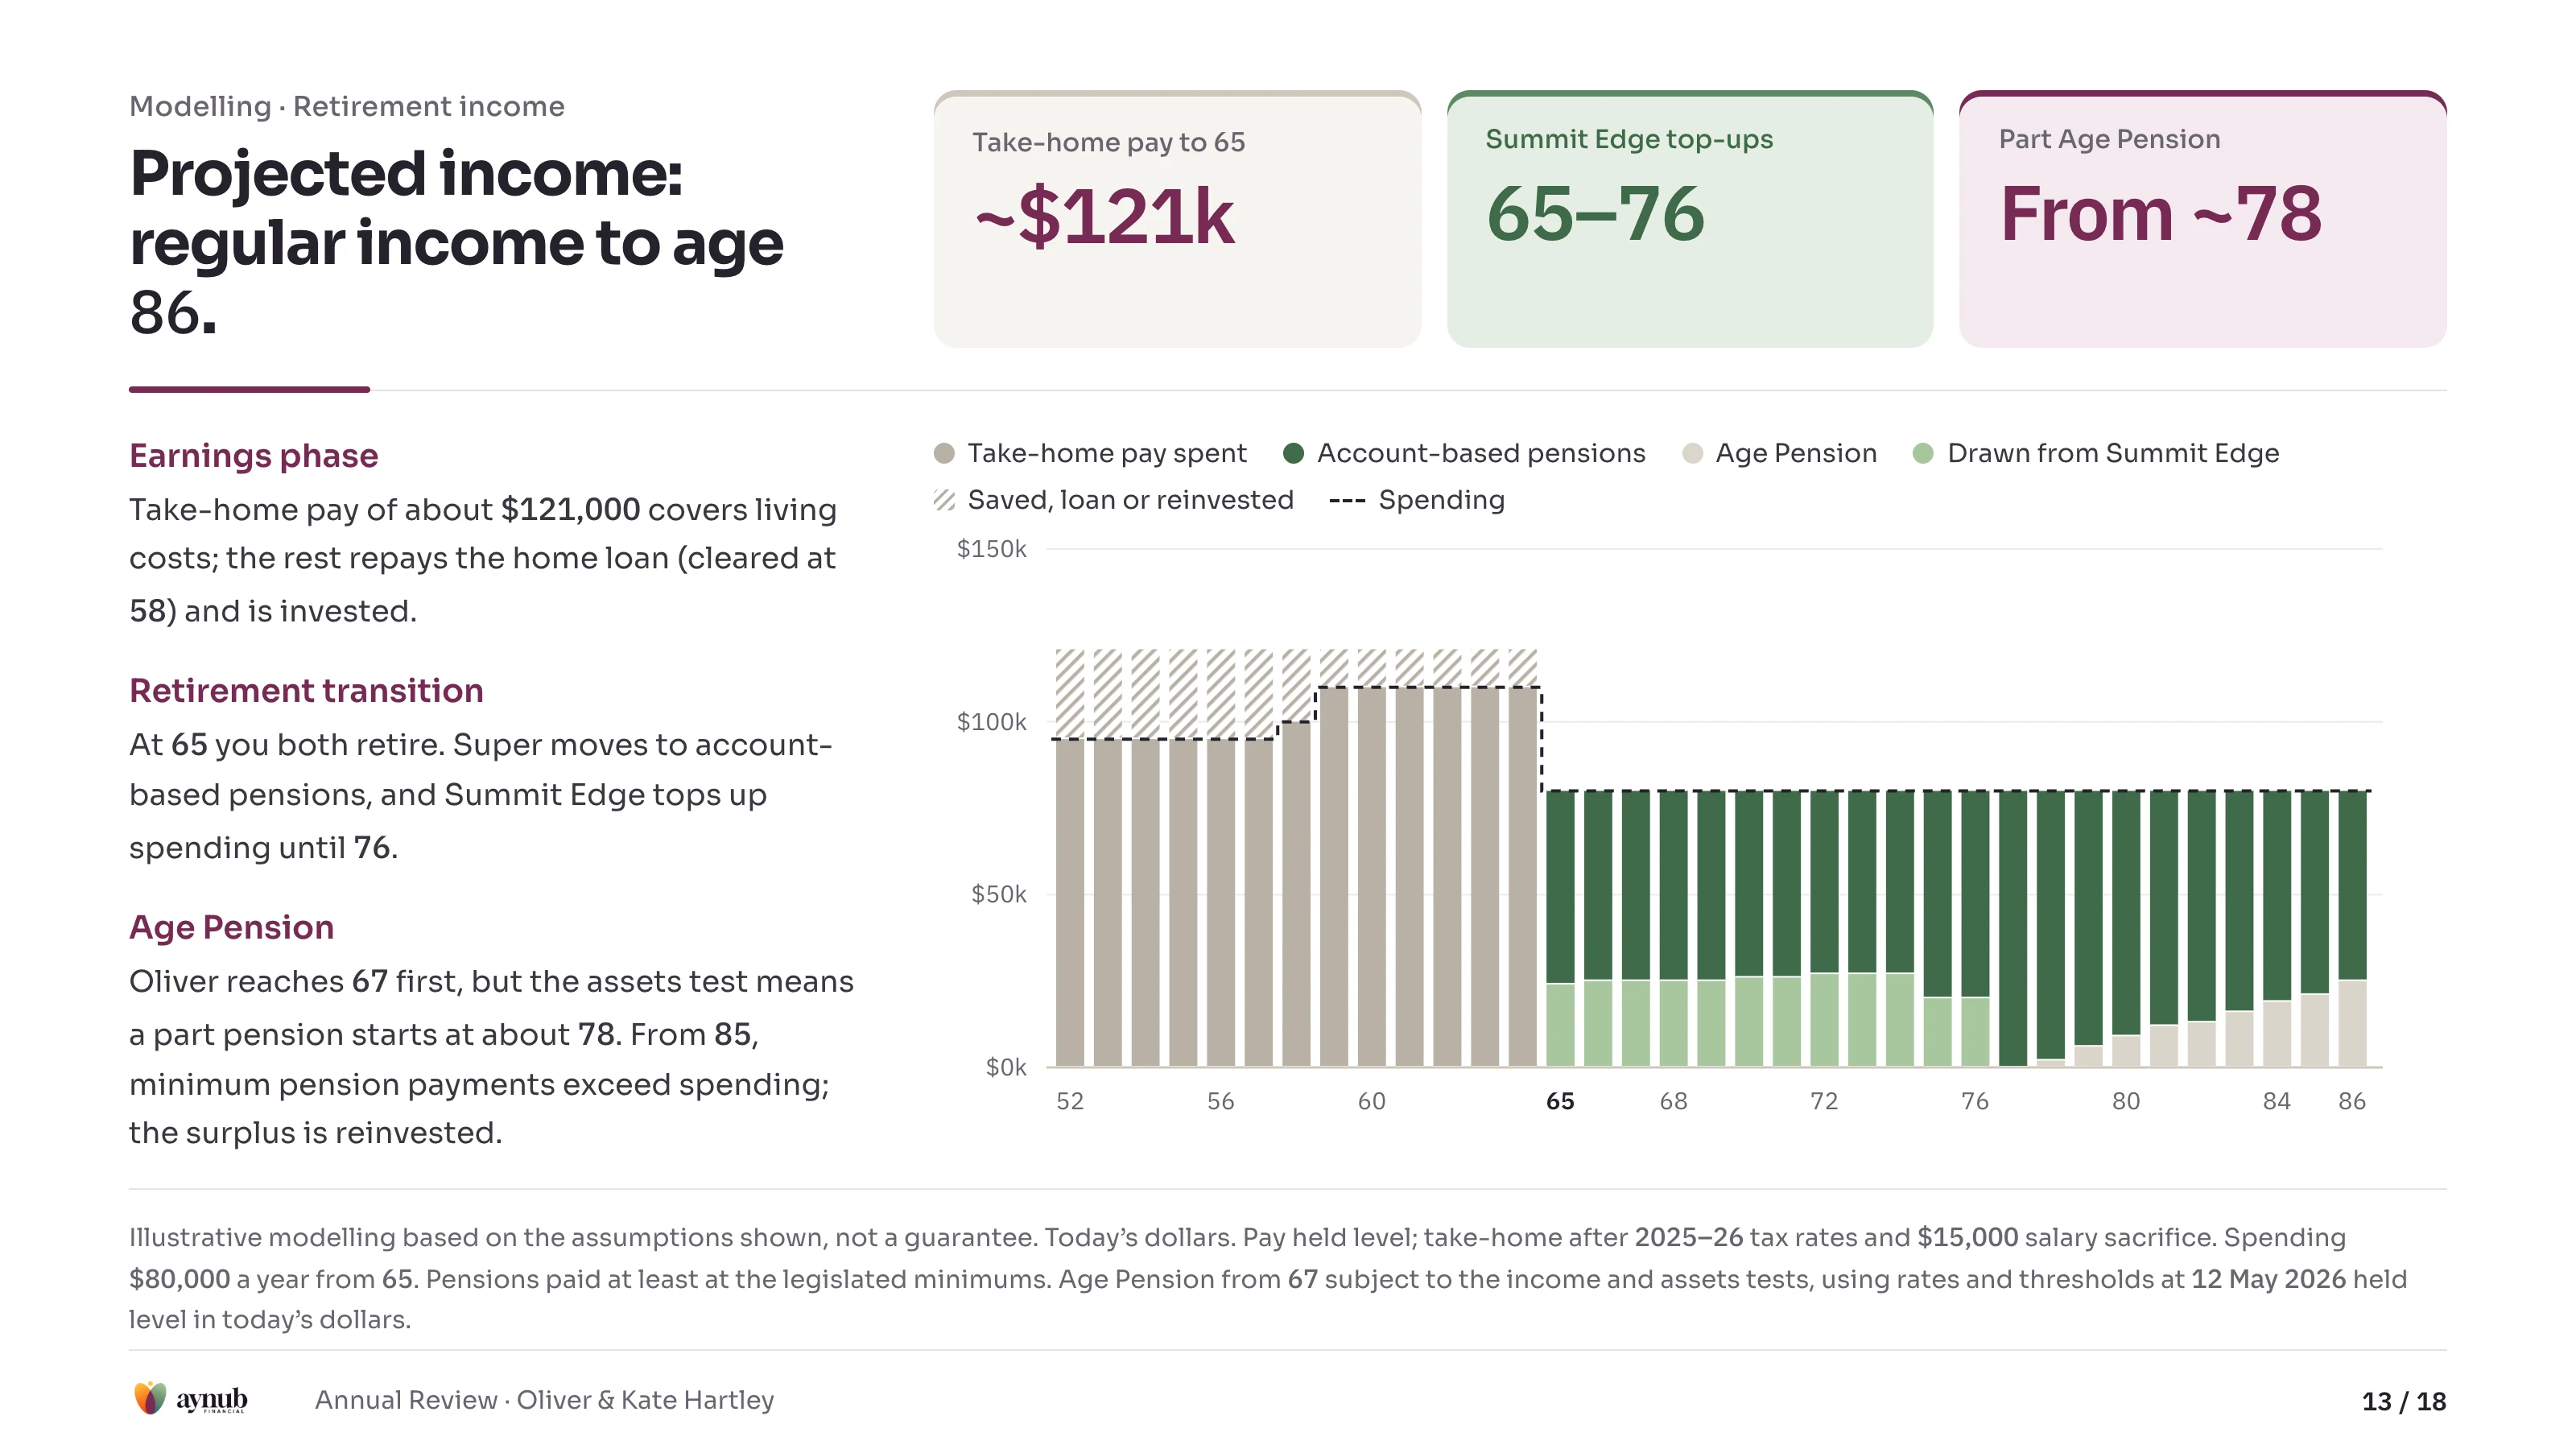 Modelling · Retirement income
Projected income:
regular income to age
86.
Take-home pay to 65
~$121k
Summit Edge top-ups
65–76
Part Age Pension
From ~78
Earnings phase
Take-home pay of about $121,000 covers living
costs; the rest repays the home loan (cleared at
58) and is invested.
Retirement transition
At 65 you both retire. Super moves to account-
based pensions, and Summit Edge tops up
spending until 76.
Age Pension
Oliver reaches 67 first, but the assets test means
a part pension starts at about 78. From 85,
minimum pension payments exceed spending;
the surplus is reinvested.
Take-home pay spent Account-based pensions Age Pension Drawn from Summit Edge
Saved, loan or reinvested Spending
$150k
$100k
$50k
$0k
52 56 60 65 68 72 76 80 84 86
Illustrative modelling based on the assumptions shown, not a guarantee. Today’s dollars. Pay held level; take-home after 2025–26 tax rates and $15,000 salary sacrifice. Spending
$80,000 a year from 65. Pensions paid at least at the legislated minimums. Age Pension from 67 subject to the income and assets tests, using rates and thresholds at 12 May 2026 held
level in today’s dollars.
aynub
FINANCIAL
Annual Review · Oliver & Kate Hartley
13 / 18